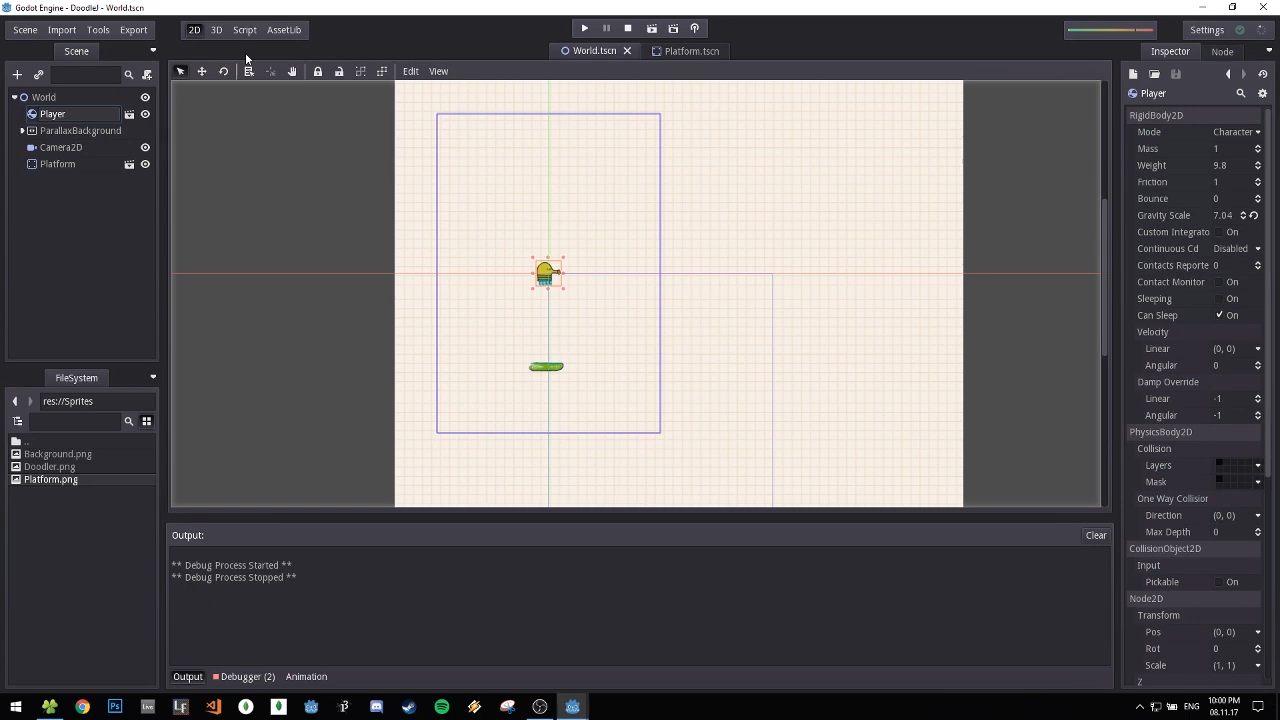 Godot Engine - DoodleJ - World.tscn
Scene Import Tools Export
2D 3D Script AssetLib
Settings
Scene
World.tscn
Platform.tscn
Inspector Node
Edit View
World
Player
ParallaxBackground
Camera2D
Platform
FileSystem
res://Sprites
..
Background.png
Doodler.png
Platform.png
Output:
Clear
** Debug Process Started **
** Debug Process Stopped **
Output Debugger (2) Animation
Player
RigidBody2D
Mode Character
Mass 1
Weight 9.8
Friction 1
Bounce 0
Gravity Scale 7.04
Custom Integrato On
Continuous Cd Disabled
Contacts Reporte 0
Contact Monitor On
Sleeping On
Can Sleep On
Velocity
Linear (0, 0)
Angular 0
Damp Override
Linear -1
Angular -1
PhysicsBody2D
Collision
Layers
Mask
One Way Collisior
Direction (0, 0)
Max Depth 0
CollisionObject2D
Input
Pickable On
Node2D
Transform
Pos (0, 0)
Rot 0
Scale (1, 1)
Z
Ps
Live
LF
ENG
10:00 PM
08.11.17